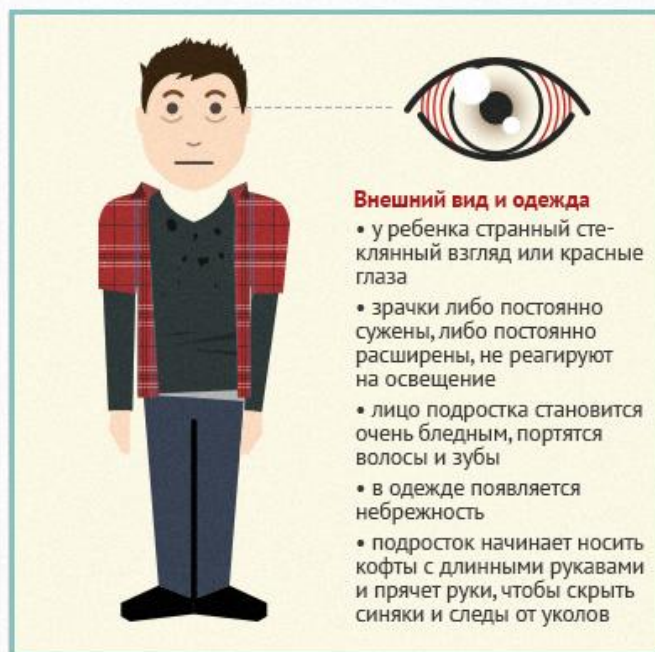 Внешний вид и одежда
• у ребенка странный сте-
клянный взгляд или красные
глаза
• зрачки либо постоянно
сужены, либо постоянно
расширены, не реагируют
на освещение
• лицо подростка становится
очень бледным, портятся
волосы и зубы
• в одежде появляется
небрежность
• подросток начинает носить
кофты с длинными рукавами
и прячет руки, чтобы скрыть
синяки и следы от уколов